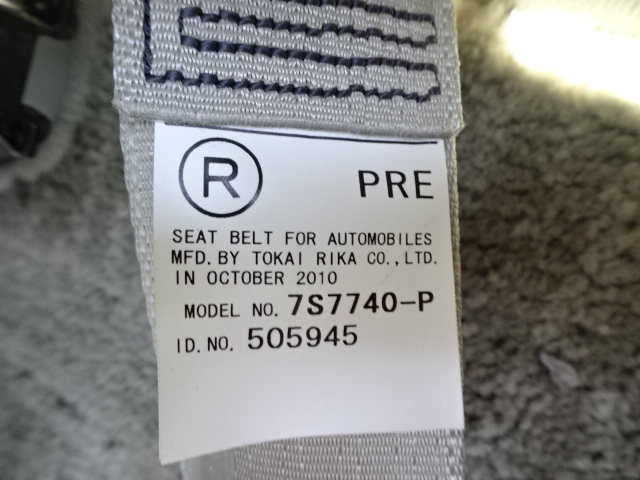 R PRE
SEAT BELT FOR AUTOMOBILES
MFD. BY TOKAI RIKA CO., LTD.
IN OCTOBER 2010
MODEL NO. 7S7740-P
ID. NO. 505945